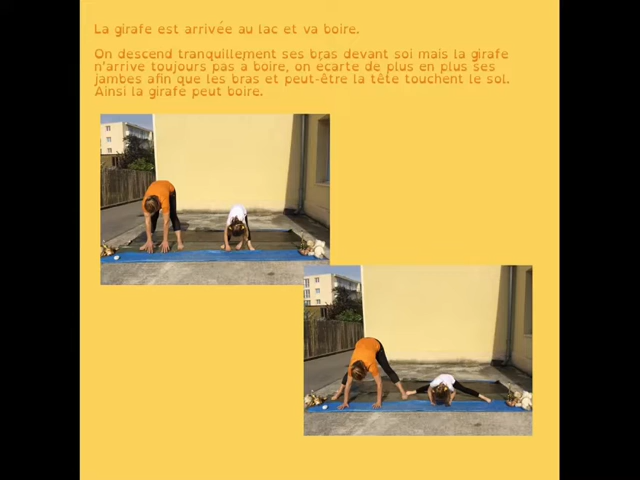 La girafe est arrivée au lac et va boire.
On descend tranquillement ses bras devant soi mais la girafe
n'arrive toujours pas à boire, on écarte de plus en plus ses
jambes afin que les bras et peut-être la tête touchent le sol.
Ainsi la girafe peut boire.